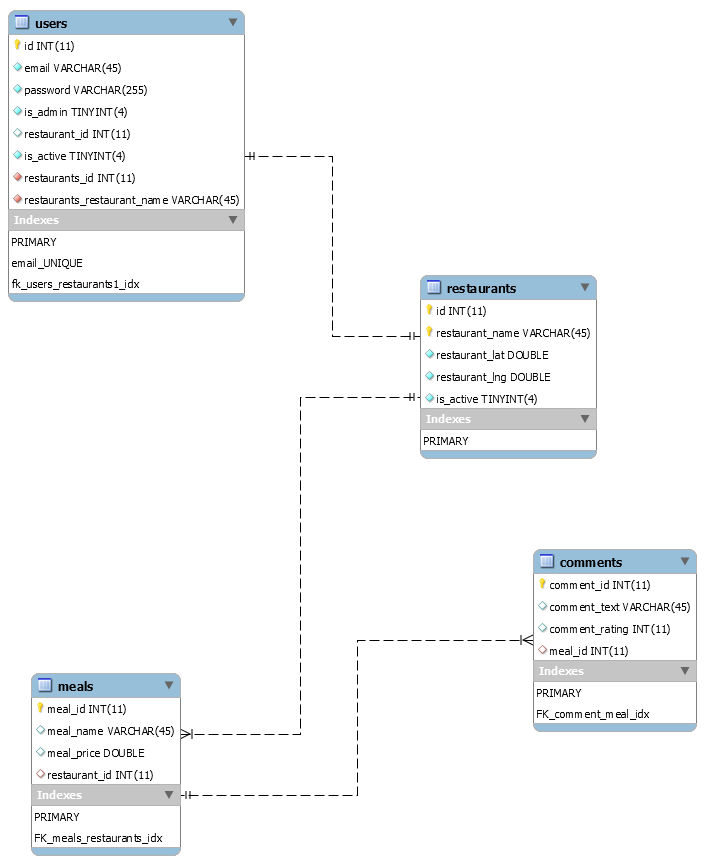 users
id INT(11)
email VARCHAR(45)
password VARCHAR(255)
is_admin TINYINT(4)
restaurant_id INT(11)
is_active TINYINT(4)
restaurants_id INT(11)
restaurants_restaurant_name VARCHAR(45)
Indexes
PRIMARY
email_UNIQUE
fk_users_restaurants1_idx
restaurants
id INT(11)
restaurant_name VARCHAR(45)
restaurant_lat DOUBLE
restaurant_lng DOUBLE
is_active TINYINT(4)
Indexes
PRIMARY
comments
comment_id INT(11)
comment_text VARCHAR(45)
comment_rating INT(11)
meal_id INT(11)
Indexes
PRIMARY
FK_comment_meal_idx
meals
meal_id INT(11)
meal_name VARCHAR(45)
meal_price DOUBLE
restaurant_id INT(11)
Indexes
PRIMARY
FK_meals_restaurants_idx